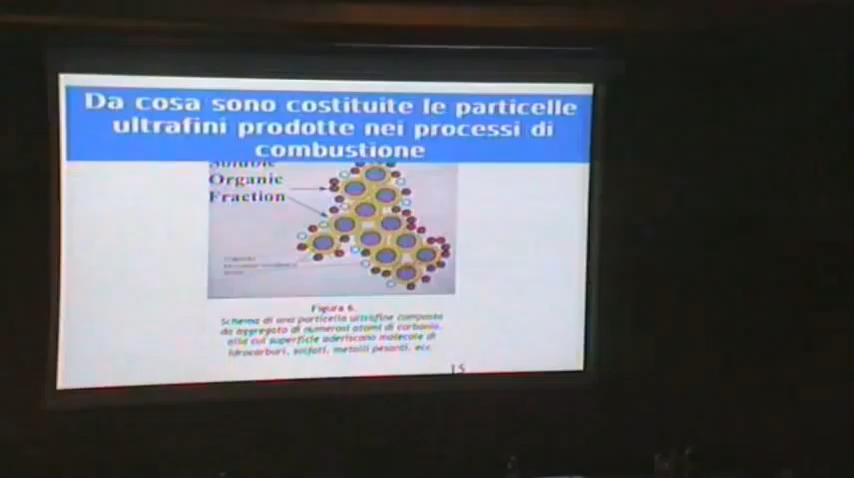 Da cosa sono costituite le particelle
ultrafini prodotte nei processi di
combustione
Soluble
Organic
Fraction
Figura 6.
Schema di una particella ultrafine composta
da aggregato di numerosi atomi di carbonio,
alla cui superficie aderiscono molecole di
idrocarburi, solfati, metalli pesanti, ecc.
15